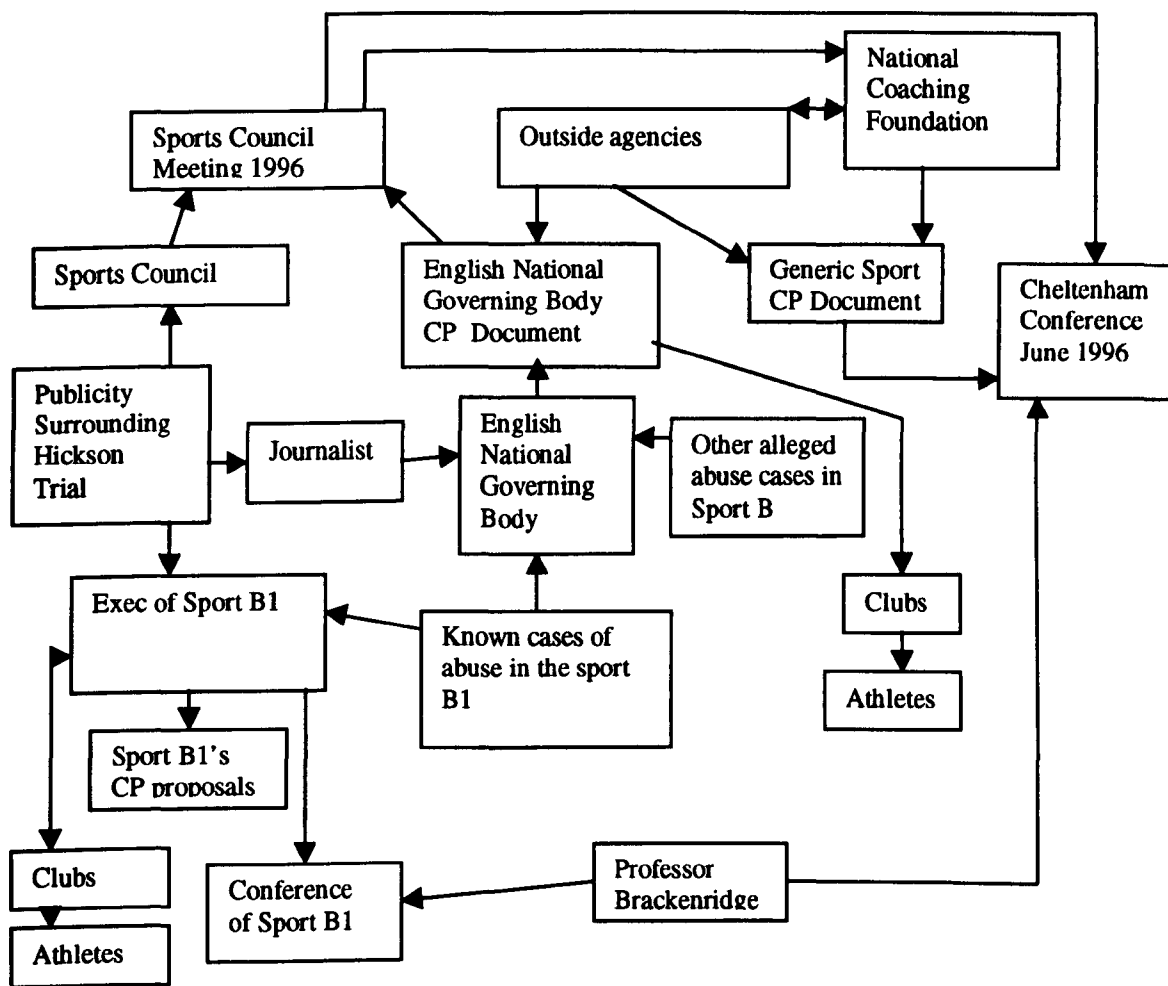 National
Coaching
Foundation
Sports Council
Meeting 1996
Outside agencies
Sports Council
English National
Governing Body
CP Document
Generic Sport
CP Document
Cheltenham
Conference
June 1996
Publicity
Surrounding
Hickson
Trial
Journalist
English
National
Governing
Body
Other alleged
abuse cases in
Sport B
Exec of Sport B1
Known cases of
abuse in the sport
B1
Clubs
Athletes
Sport B1's
CP proposals
Clubs
Athletes
Conference
of Sport B1
Professor
Brackenridge